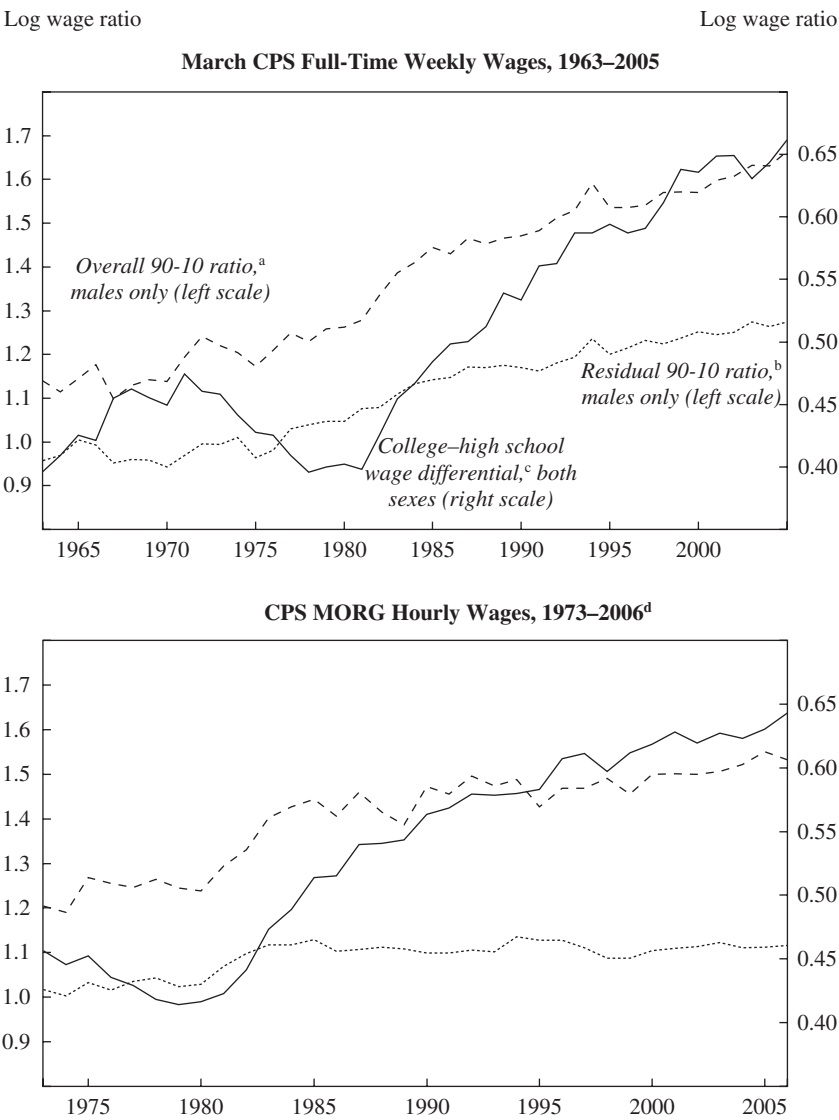 Log wage ratio Log wage ratio
March CPS Full-Time Weekly Wages, 1963–2005
1.7
0.65
1.6
0.60
1.5
1.4
0.55
Overall 90-10 ratio,ᵃ
males only (left scale)
1.3
0.50
1.2
Residual 90-10 ratio,ᵇ
males only (left scale)
1.1
0.45
1.0
College–high school
wage differential,ᶜ both
sexes (right scale)
0.40
0.9
1965 1970 1975 1980 1985 1990 1995 2000
CPS MORG Hourly Wages, 1973–2006ᵈ
1.7
0.65
1.6
0.60
1.5
1.4
0.55
1.3
0.50
1.2
1.1
0.45
1.0
0.40
0.9
1975 1980 1985 1990 1995 2000 2005